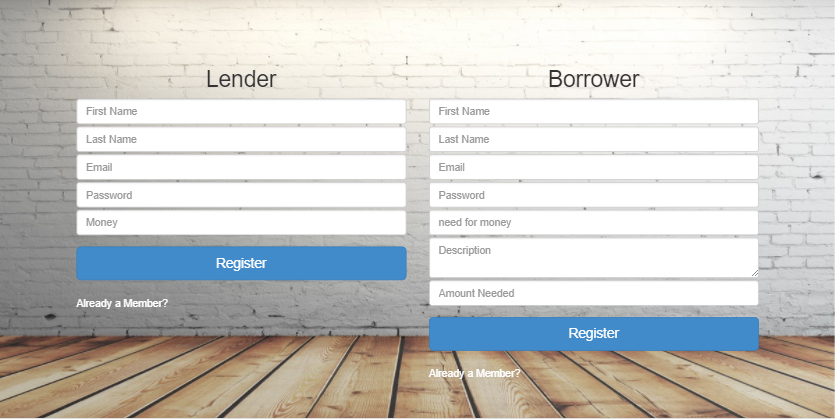 Lender
First Name
Last Name
Email
Password
Money
Register
Already a Member?
Borrower
First Name
Last Name
Email
Password
need for money
Description
Amount Needed
Register
Already a Member?